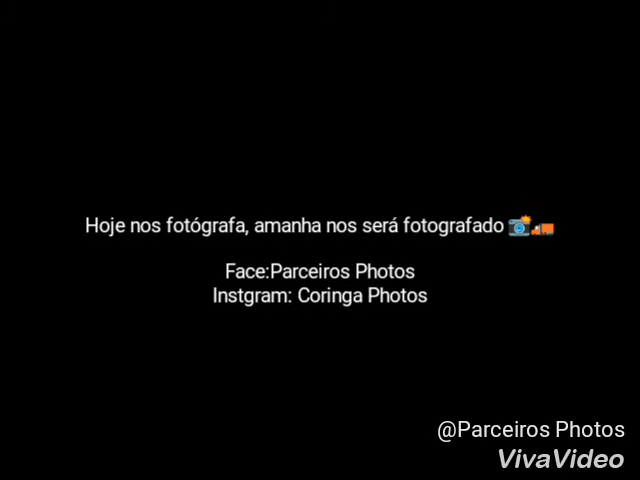 Hoje nos fotógrafa, amanha nos será fotografado 📸🚛
Face:Parceiros Photos
Instgram: Coringa Photos
@Parceiros Photos
VivaVideo